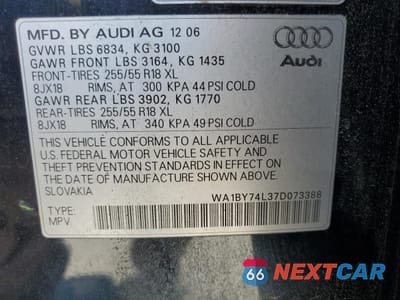 MFD. BY AUDI AG 12 06
GVWR LBS 6834, KG 3100
GAWR FRONT LBS 3164, KG 1435
FRONT-TIRES 255/55 R18 XL
8JX18 RIMS, AT 300 KPA 44 PSI COLD
GAWR REAR LBS 3902, KG 1770
REAR-TIRES 255/55 R18 XL
8JX18 RIMS, AT 340 KPA 49 PSI COLD
Audi
THIS VEHICLE CONFORMS TO ALL APPLICABLE
U.S. FEDERAL MOTOR VEHICLE SAFETY, BUMPER AND
THEFT PREVENTION STANDARDS IN EFFECT ON THE
DATE OF MANUFACTURE SHOWN ABOVE.
SLOVAKIA
WA1BY74L37D073388
TYPE:
MPV
66 NEXTCAR